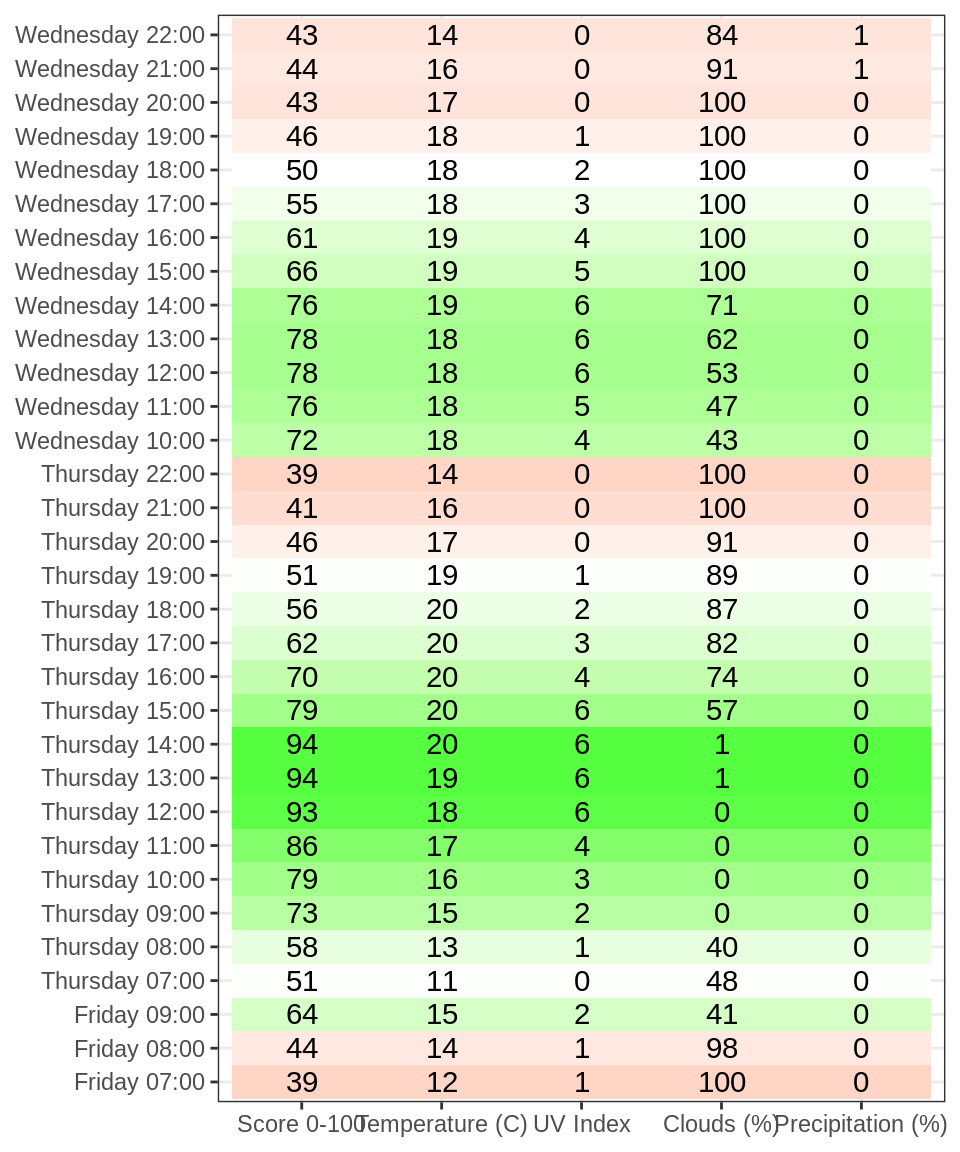 Wednesday 22:00 43 14 0 84 1
Wednesday 21:00 44 16 0 91 1
Wednesday 20:00 43 17 0 100 0
Wednesday 19:00 46 18 1 100 0
Wednesday 18:00 50 18 2 100 0
Wednesday 17:00 55 18 3 100 0
Wednesday 16:00 61 19 4 100 0
Wednesday 15:00 66 19 5 100 0
Wednesday 14:00 76 19 6 71 0
Wednesday 13:00 78 18 6 62 0
Wednesday 12:00 78 18 6 53 0
Wednesday 11:00 76 18 5 47 0
Wednesday 10:00 72 18 4 43 0
Thursday 22:00 39 14 0 100 0
Thursday 21:00 41 16 0 100 0
Thursday 20:00 46 17 0 91 0
Thursday 19:00 51 19 1 89 0
Thursday 18:00 56 20 2 87 0
Thursday 17:00 62 20 3 82 0
Thursday 16:00 70 20 4 74 0
Thursday 15:00 79 20 6 57 0
Thursday 14:00 94 20 6 1 0
Thursday 13:00 94 19 6 1 0
Thursday 12:00 93 18 6 0 0
Thursday 11:00 86 17 4 0 0
Thursday 10:00 79 16 3 0 0
Thursday 09:00 73 15 2 0 0
Thursday 08:00 58 13 1 40 0
Thursday 07:00 51 11 0 48 0
Friday 09:00 64 15 2 41 0
Friday 08:00 44 14 1 98 0
Friday 07:00 39 12 1 100 0
Score 0-100 Temperature (C) UV Index Clouds (%) Precipitation (%)